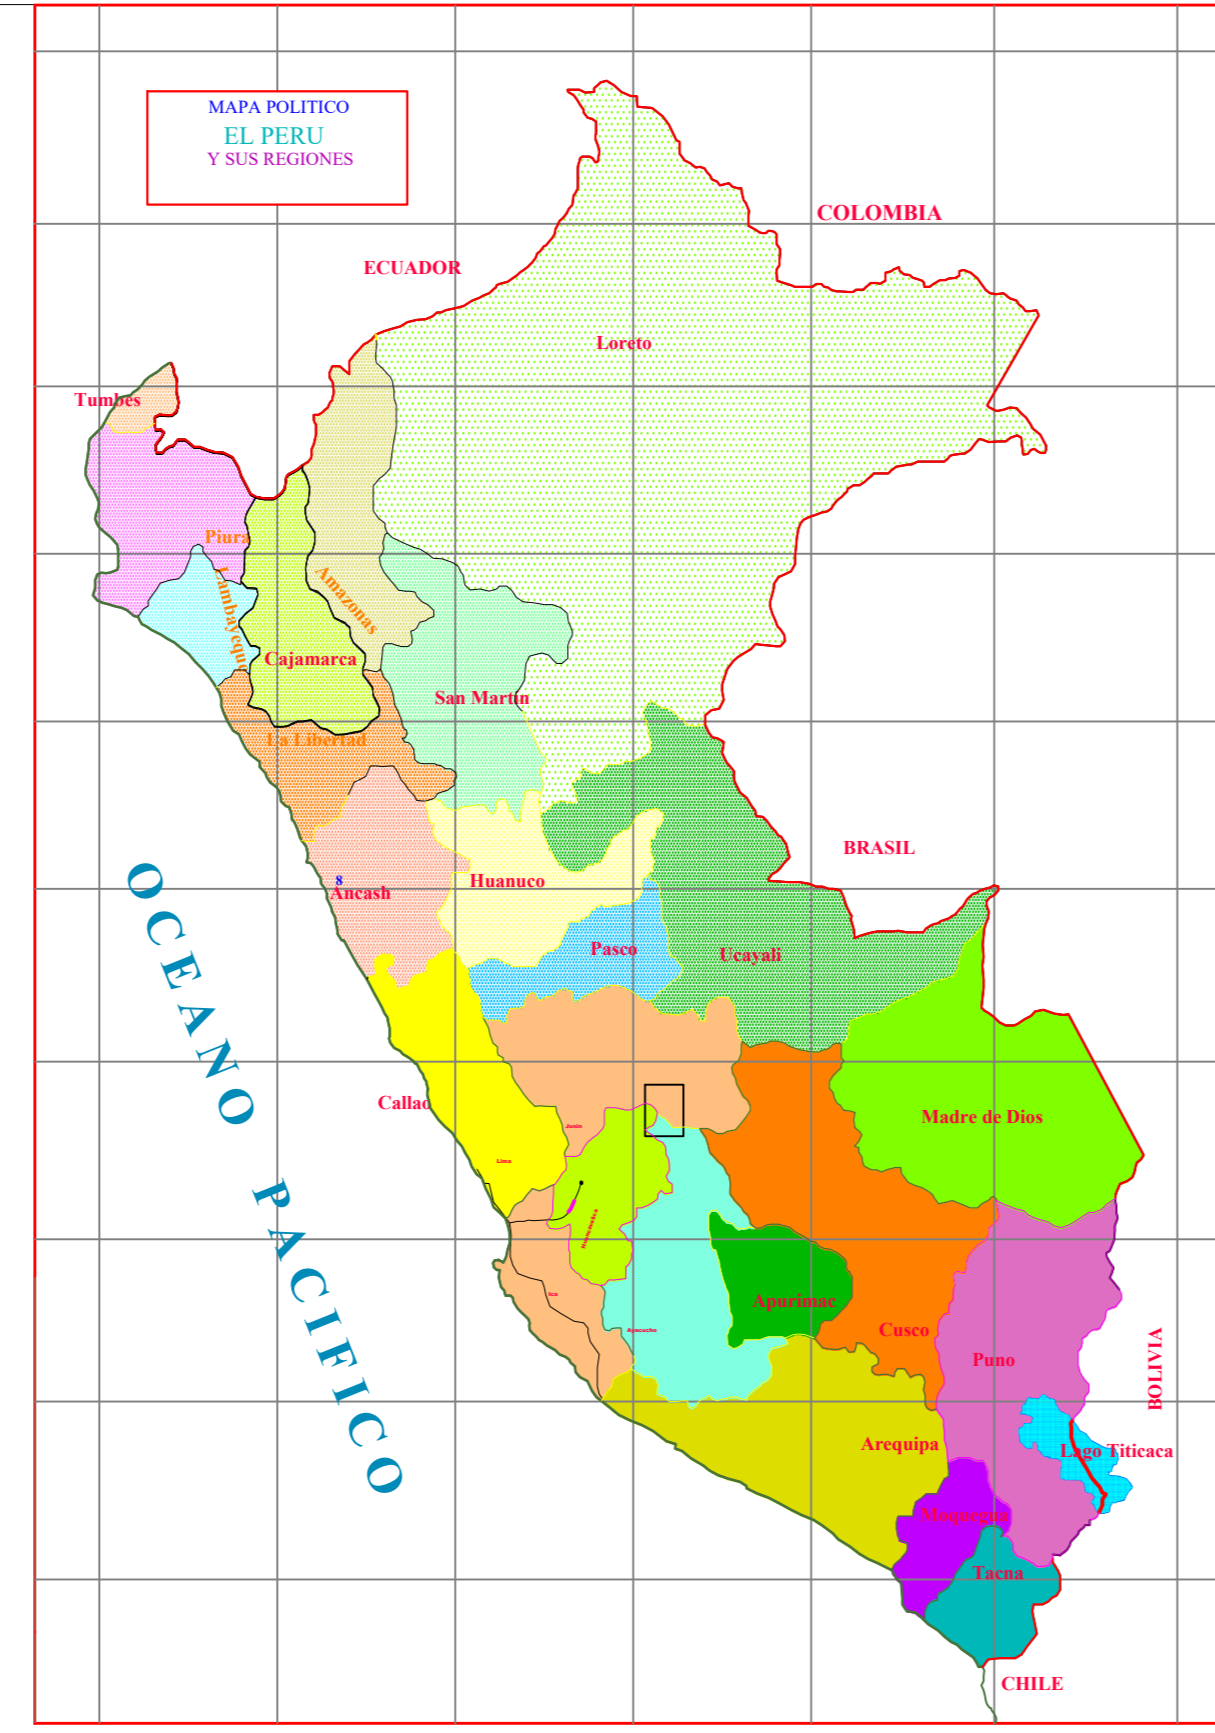 MAPA POLITICO
EL PERU
Y SUS REGIONES
COLOMBIA
ECUADOR
Loreto
Tumbes
Piura
Lambayeque
Amazonas
Cajamarca
San Martin
La Libertad
BRASIL
8
Ancash
Huanuco
Pasco
Ucayali
OCEANO PACIFICO
Callao
Madre de Dios
Junin
Lima
Huancavelica
Ica
Ayacucho
Apurimac
Cusco
Puno
BOLIVIA
Arequipa
Lago Titicaca
Moquegua
Tacna
CHILE